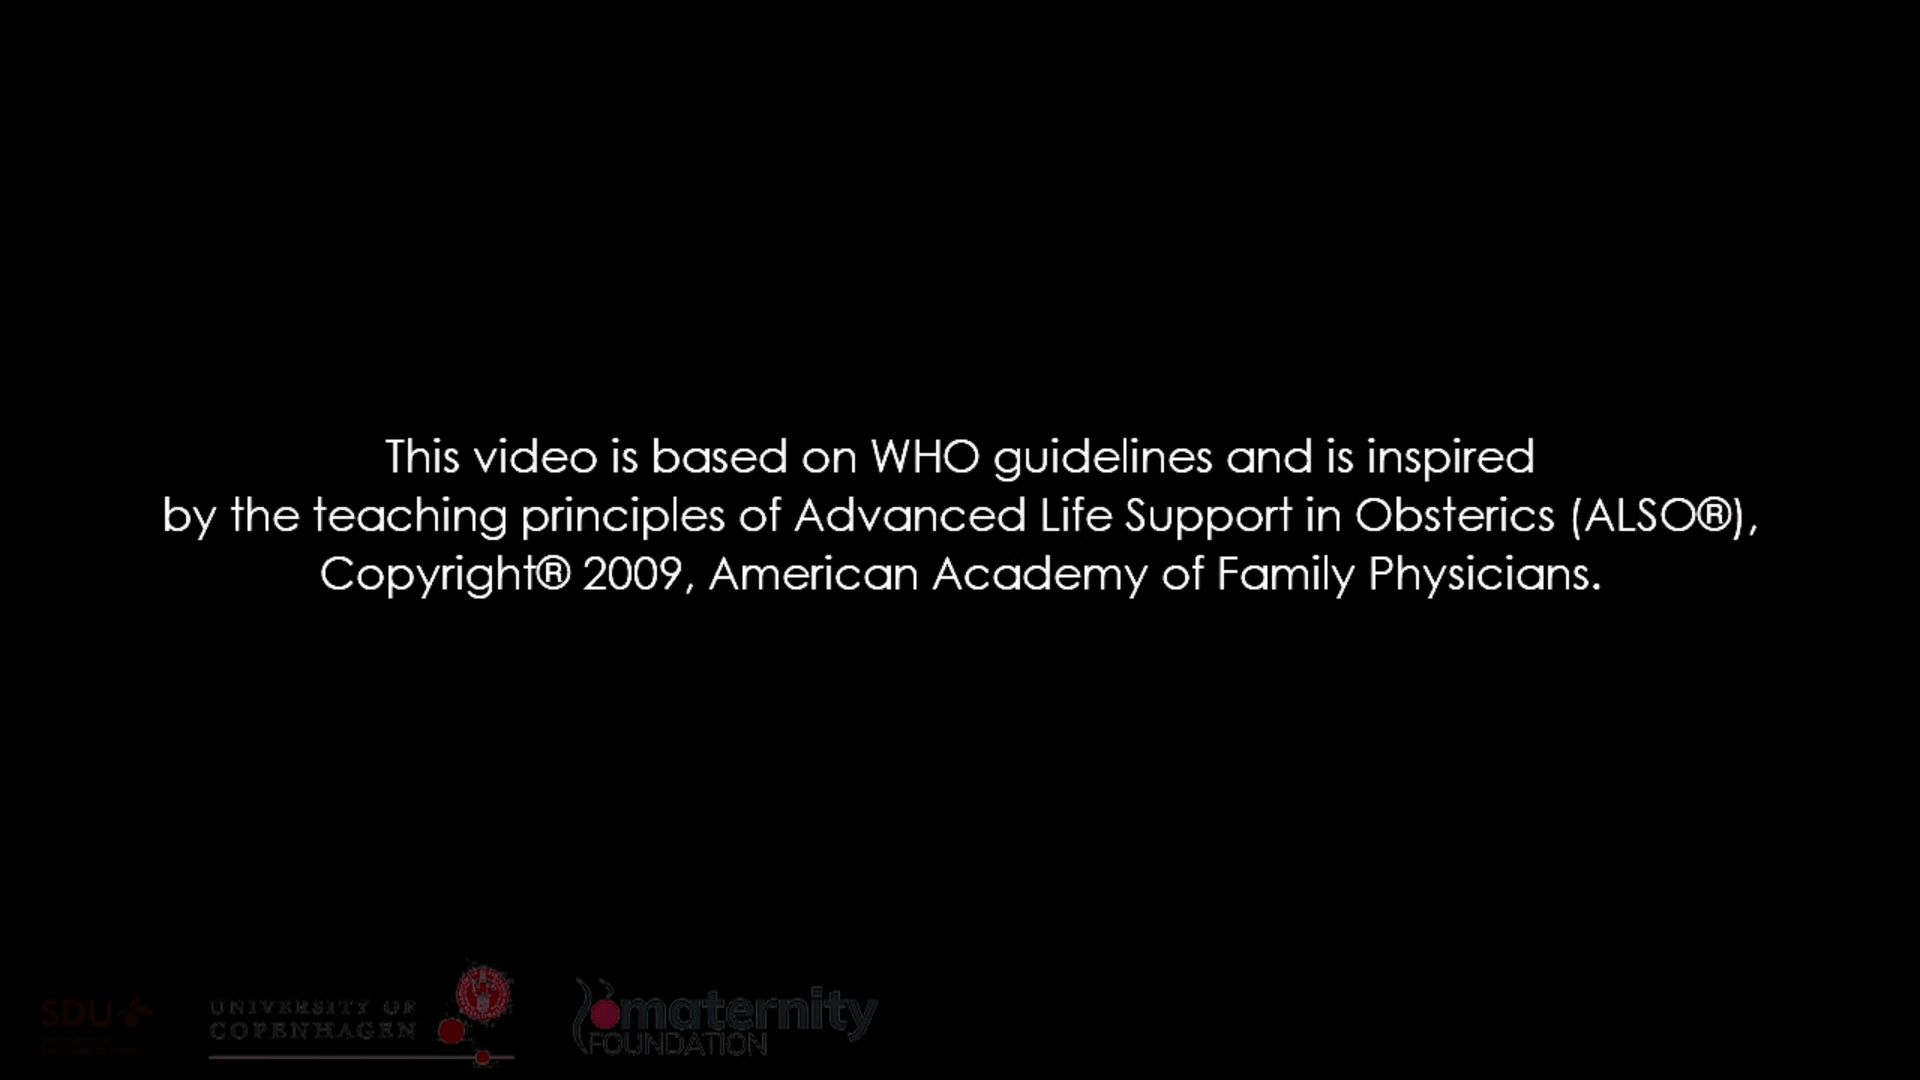 This video is based on WHO guidelines and is inspired
by the teaching principles of Advanced Life Support in Obsterics (ALSO®),
Copyright® 2009, American Academy of Family Physicians.
SDU
UNIVERSITY OF
COPENHAGEN
maternity
FOUNDATION